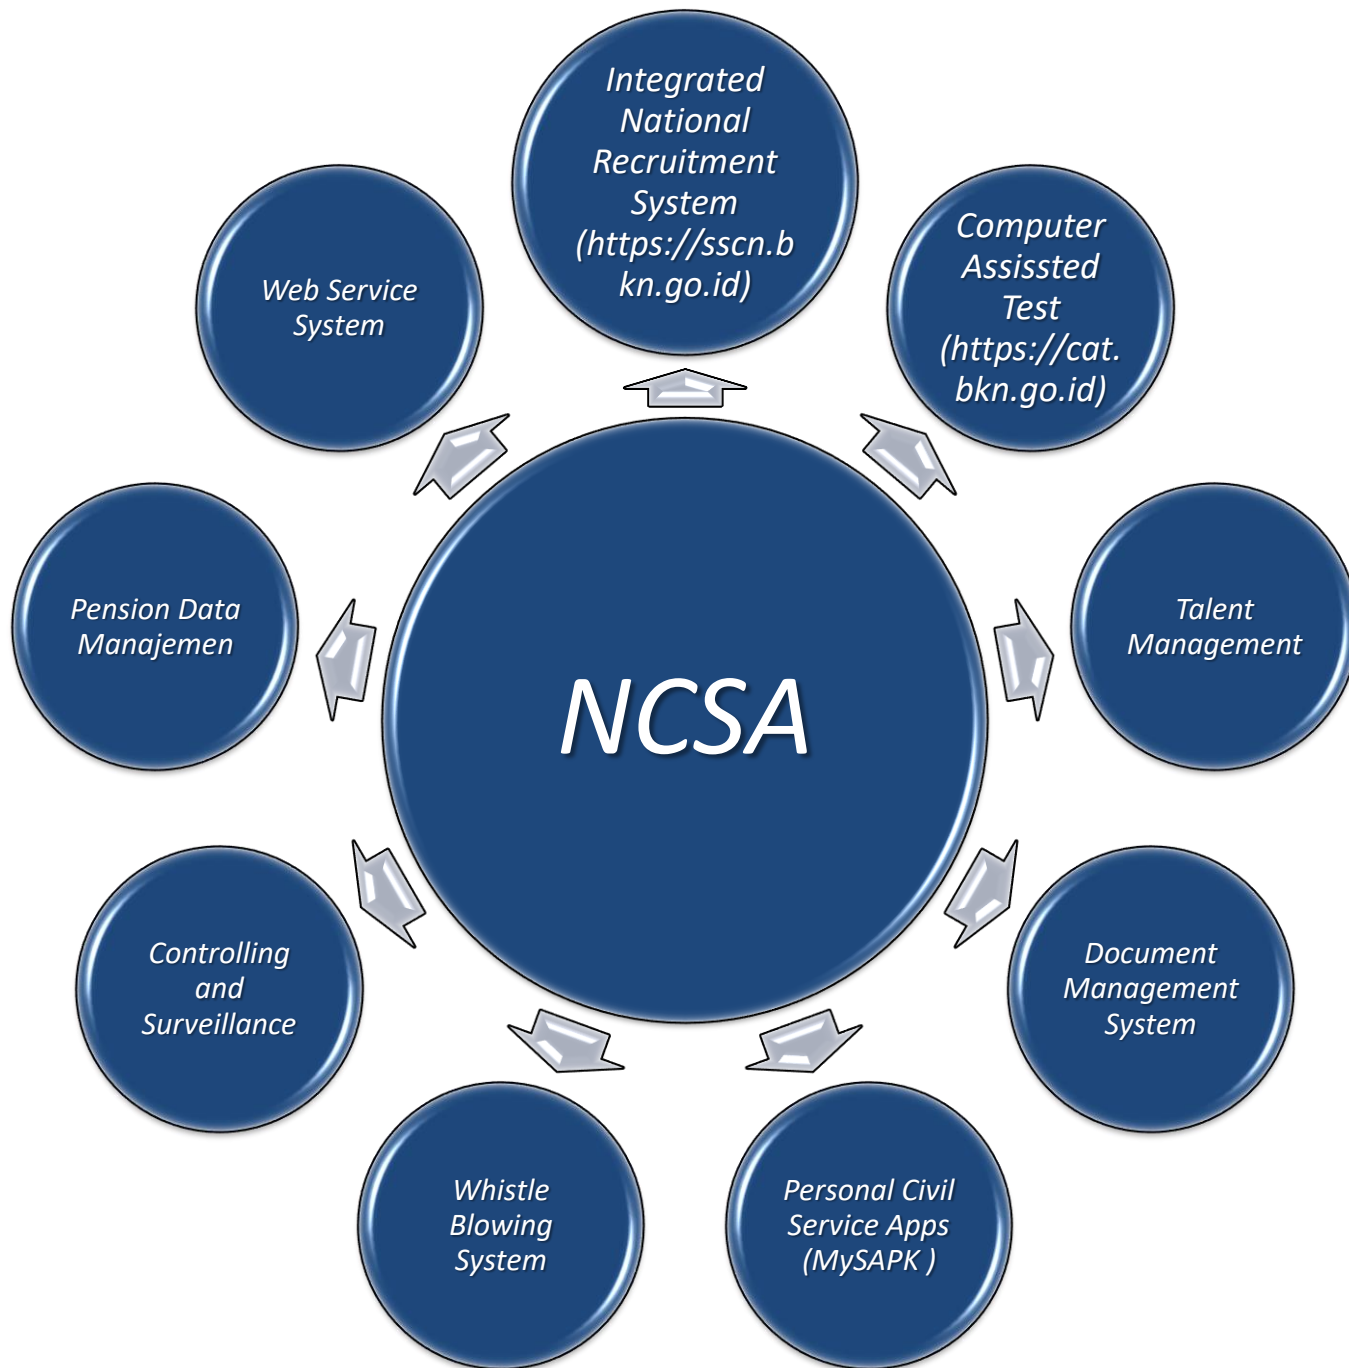 Integrated
National
Recruitment
System
(https://sscn.b
kn.go.id)
Computer
Assissted
Test
(https://cat.
bkn.go.id)
Talent
Management
Document
Management
System
Personal Civil
Service Apps
(MySAPK )
Whistle
Blowing
System
Controlling
and
Surveillance
Pension Data
Manajemen
Web Service
System
NCSA